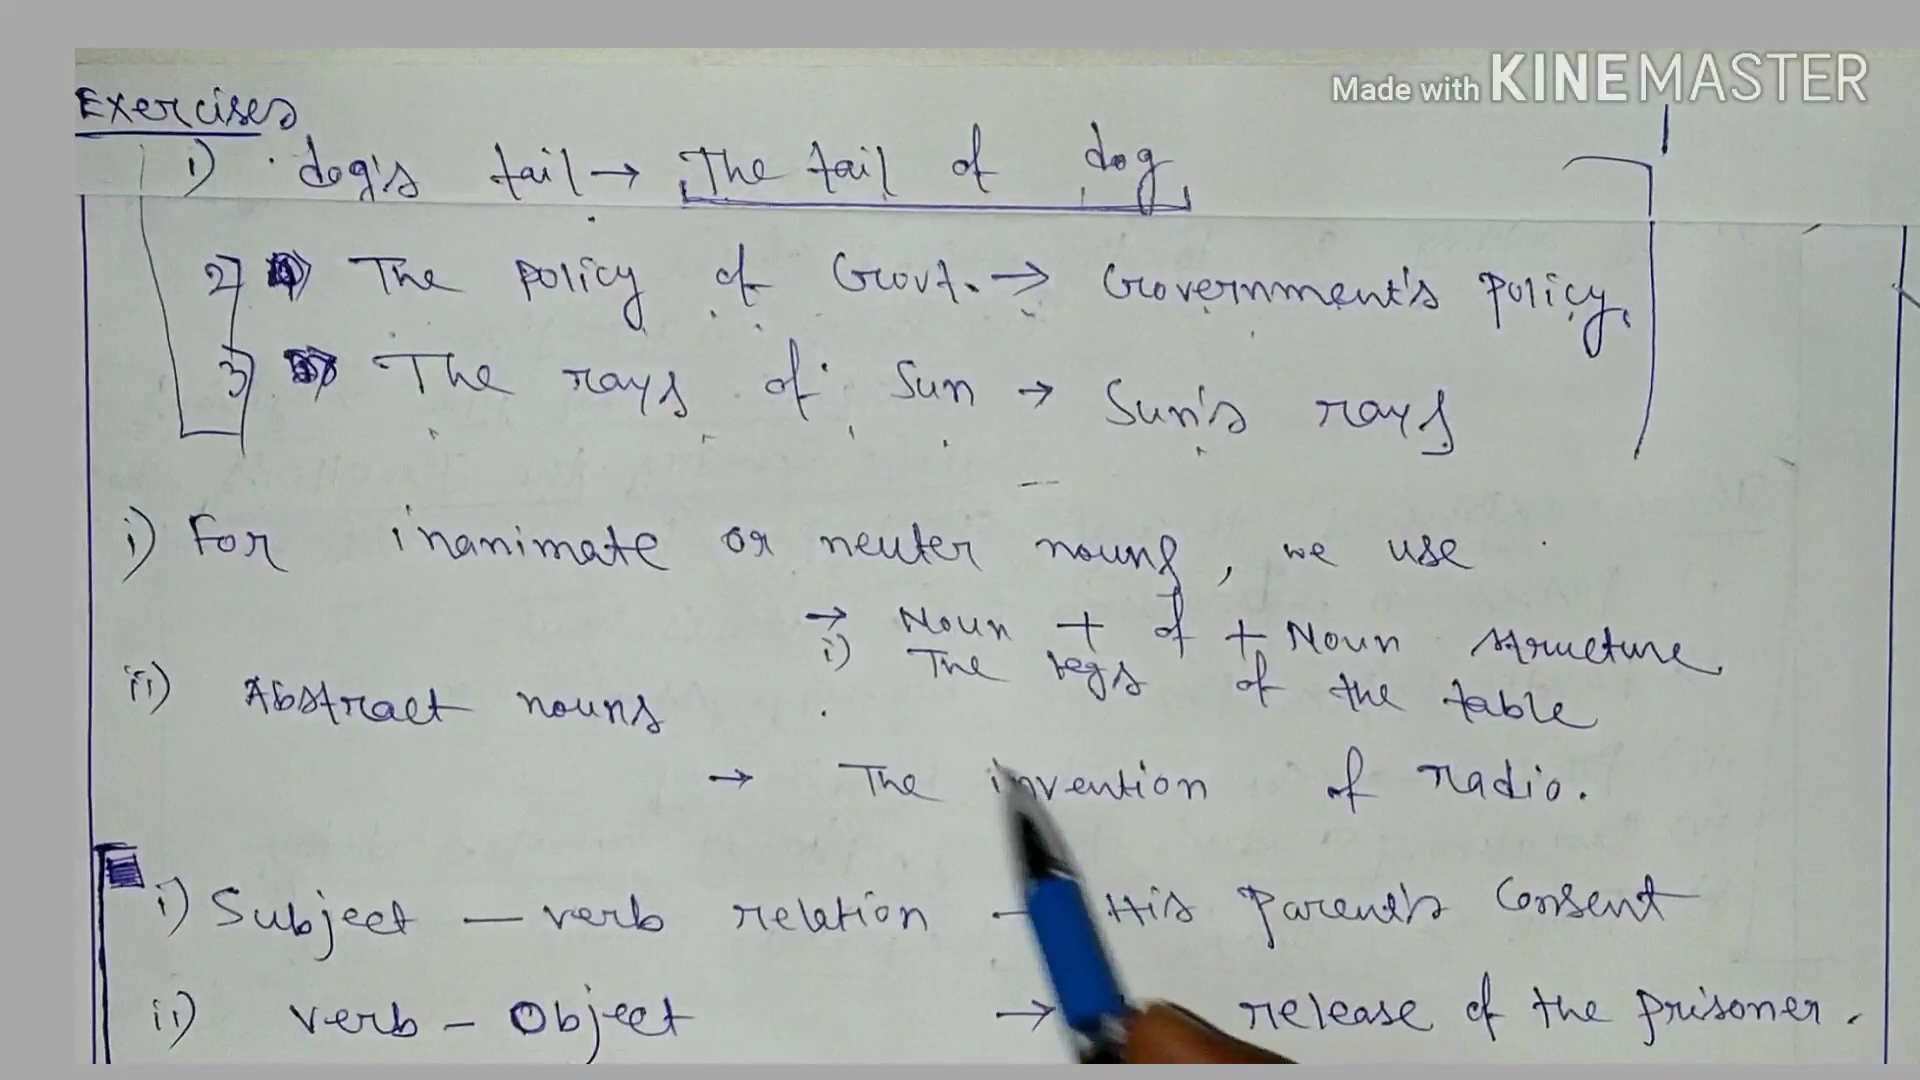 Made with KINEMASTER
Exercises
i) dog's tail → The tail of dog
2) The policy of Govt. → Government's policy.
3) The rays of Sun → Sun's rays
i) For inanimate or neuter nouns, we use
→ Noun + of + Noun structure
i) The legs of the table
ii) Abstract nouns
→ The invention of radio.
i) Subject - verb reletion - His Parent's Consent
ii) verb - Object → release of the prisoner.